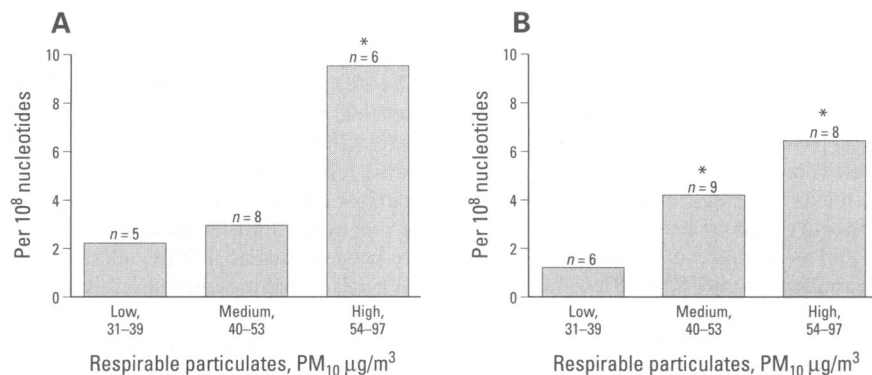 A
Per 10⁸ nucleotides
10
8
6
4
2
0
n = 5
n = 8
*
n = 6
Low,
31–39
Medium,
40–53
High,
54–97
Respirable particulates, PM₁₀ µg/m³
B
Per 10⁸ nucleotides
10
8
6
4
2
0
n = 6
*
n = 9
*
n = 8
Low,
31–39
Medium,
40–53
High,
54–97
Respirable particulates, PM₁₀ µg/m³